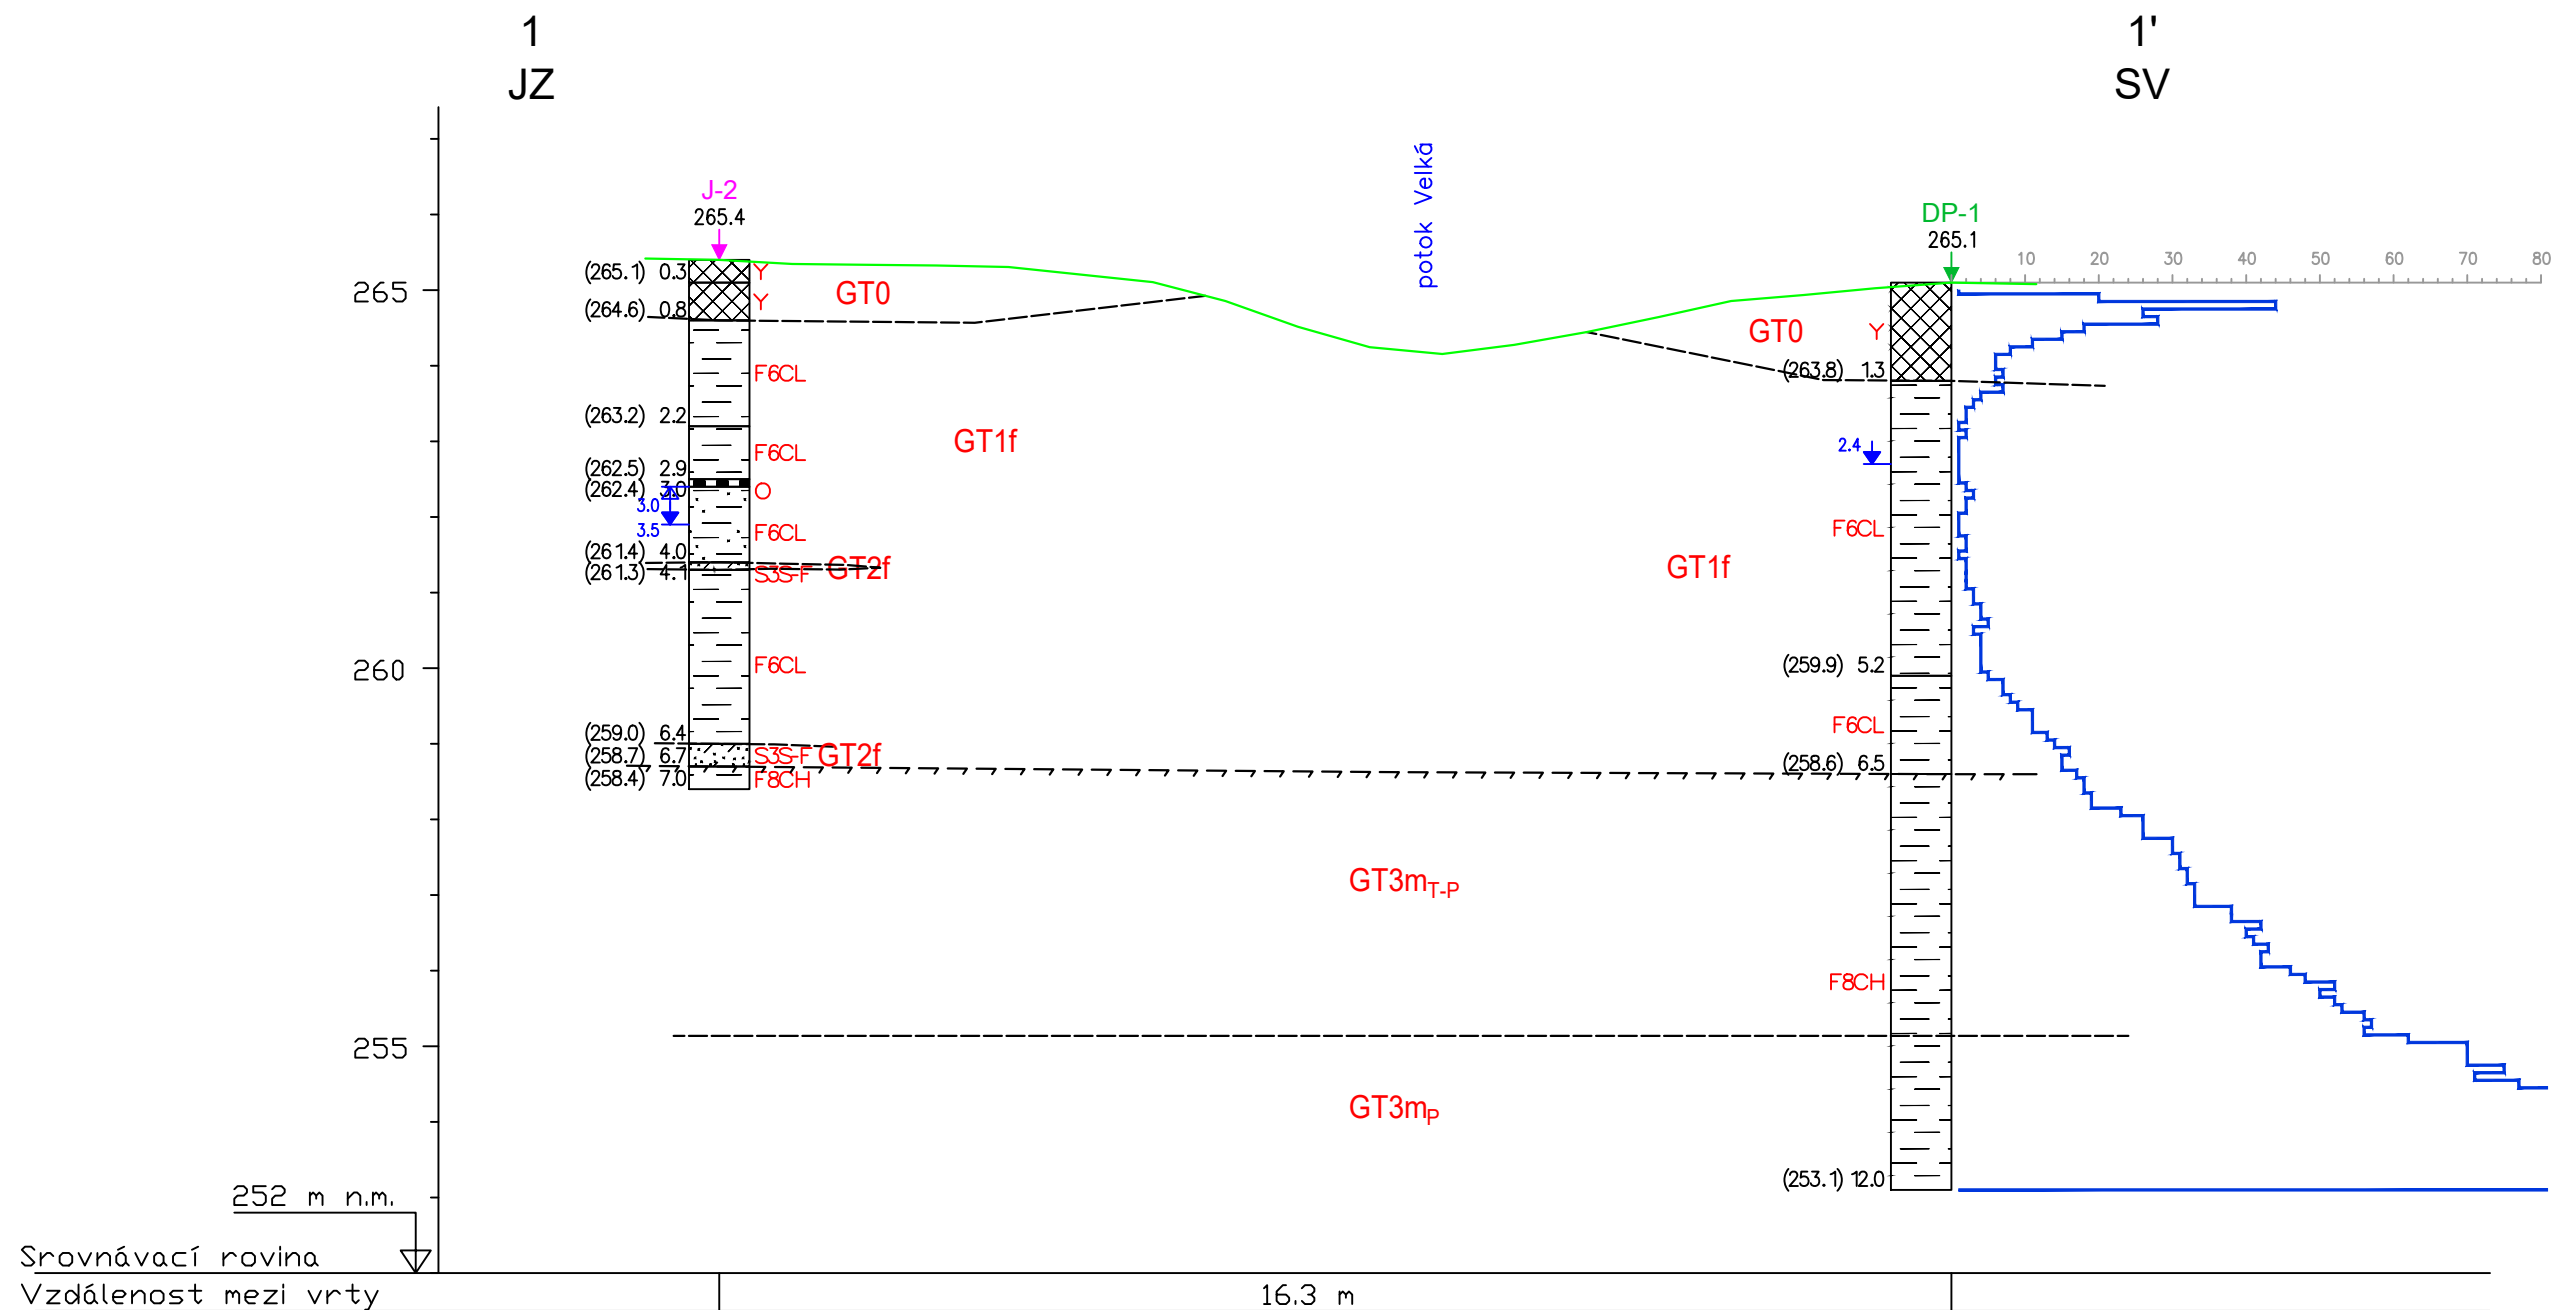 1
JZ
1'
SV
potok Velká
J-2
265.4
DP-1
265.1
10 20 30 40 50 60 70 80
265
260
255
(265.1) 0.3 Y
(264.6) 0.8 Y
F6CL
(263.2) 2.2
F6CL
(262.5) 2.9
(262.4) 3.0 O
3.0
3.5
F6CL
(261.4) 4.0
(261.3) 4.1 S3S-F GT2f
F6CL
(259.0) 6.4
(258.7) 6.7 S3S-F GT2f
(258.4) 7.0 F8CH
GT0
GT1f
GT0
Y
(263.8) 1.3
2.4
F6CL
GT1f
(259.9) 5.2
F6CL
(258.6) 6.5
GT3mT-P
F8CH
GT3mP
(253.1) 12.0
252 m n.m.
Srovnávací rovina
Vzdálenost mezi vrty
16.3 m